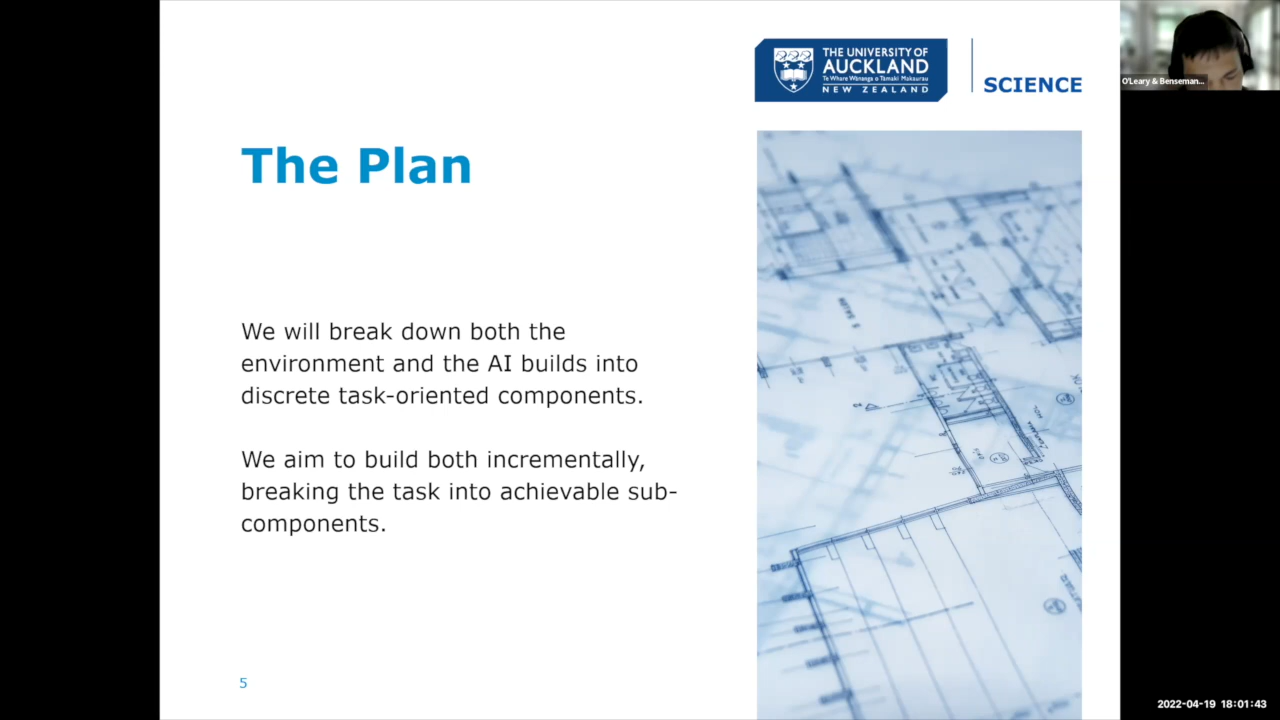 THE UNIVERSITY OF
AUCKLAND
Te Whare Wānanga o Tāmaki Makaurau
NEW ZEALAND
SCIENCE
O'Leary & Benseman...
The Plan
We will break down both the
environment and the AI builds into
discrete task-oriented components.
We aim to build both incrementally,
breaking the task into achievable sub-
components.
5
2022-04-19 18:01:43